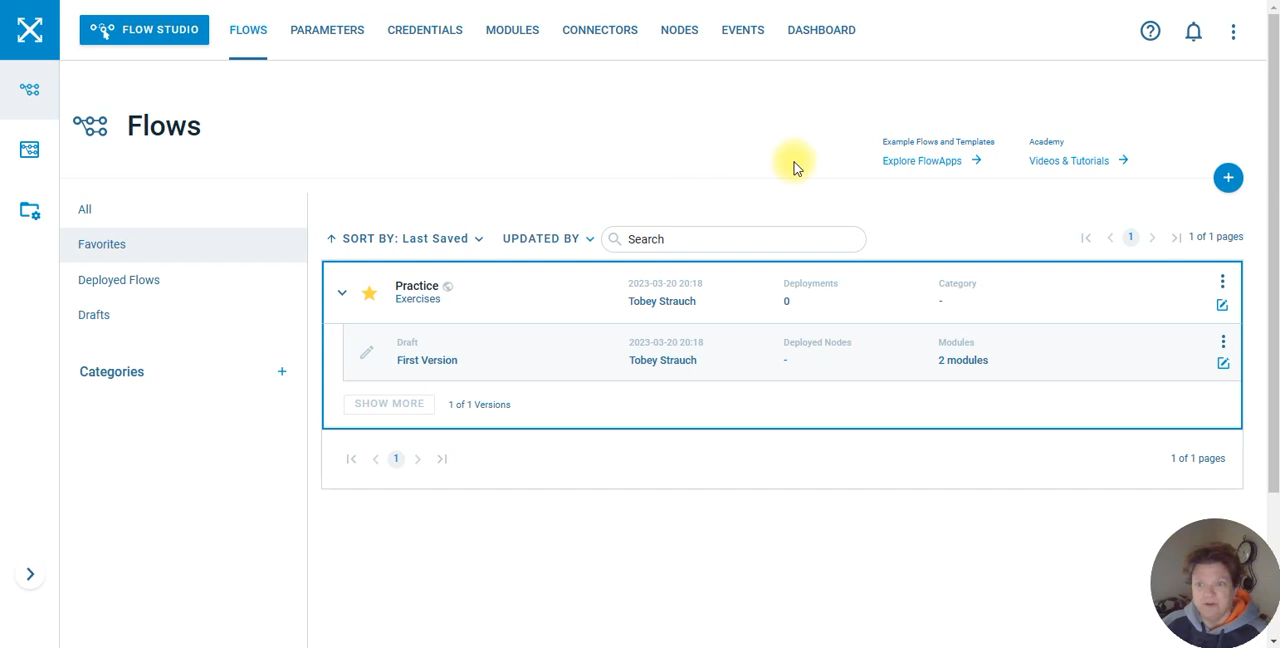 FLOW STUDIO
FLOWS
PARAMETERS
CREDENTIALS
MODULES
CONNECTORS
NODES
EVENTS
DASHBOARD
Flows
Example Flows and Templates
Explore FlowApps
Academy
Videos & Tutorials
All
Favorites
Deployed Flows
Drafts
Categories
SORT BY: Last Saved
UPDATED BY
Search
1
1 of 1 pages
Practice
Exercises
2023-03-20 20:18
Tobey Strauch
Deployments
0
Category
-
Draft
First Version
2023-03-20 20:18
Tobey Strauch
Deployed Nodes
-
Modules
2 modules
SHOW MORE
1 of 1 Versions
1
1 of 1 pages